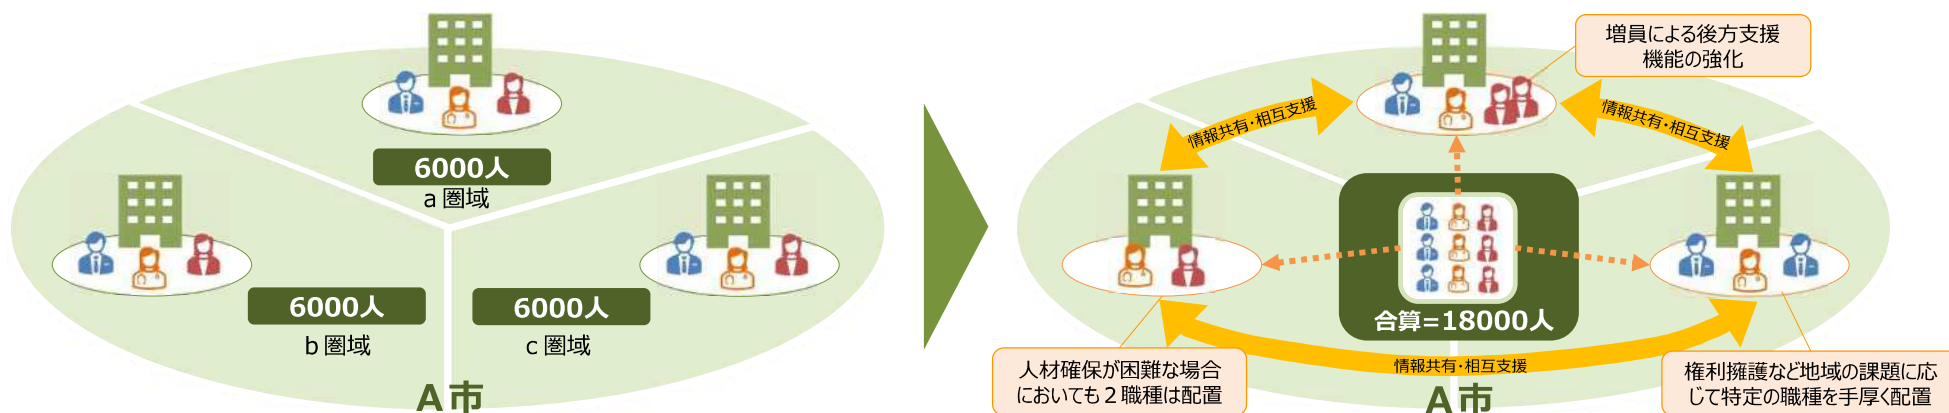 6000人
a 圏域
6000人
b 圏域
6000人
c 圏域
A 市
増員による後方支援
機能の強化
情報共有・相互支援
情報共有・相互支援
合算=18000人
情報共有・相互支援
人材確保が困難な場合
においても２職種は配置
権利擁護など地域の課題に応
じて特定の職種を手厚く配置
A 市